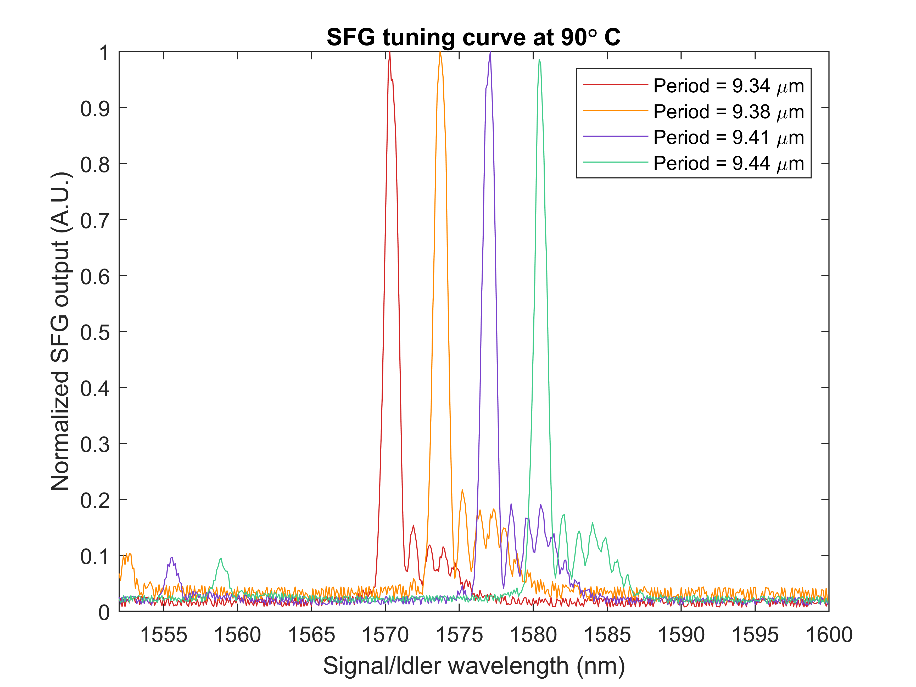 SFG tuning curve at 90° C
Normalized SFG output (A.U.)
1
0.9
0.8
0.7
0.6
0.5
0.4
0.3
0.2
0.1
0
Period = 9.34 μm
Period = 9.38 μm
Period = 9.41 μm
Period = 9.44 μm
1555 1560 1565 1570 1575 1580 1585 1590 1595 1600
Signal/Idler wavelength (nm)